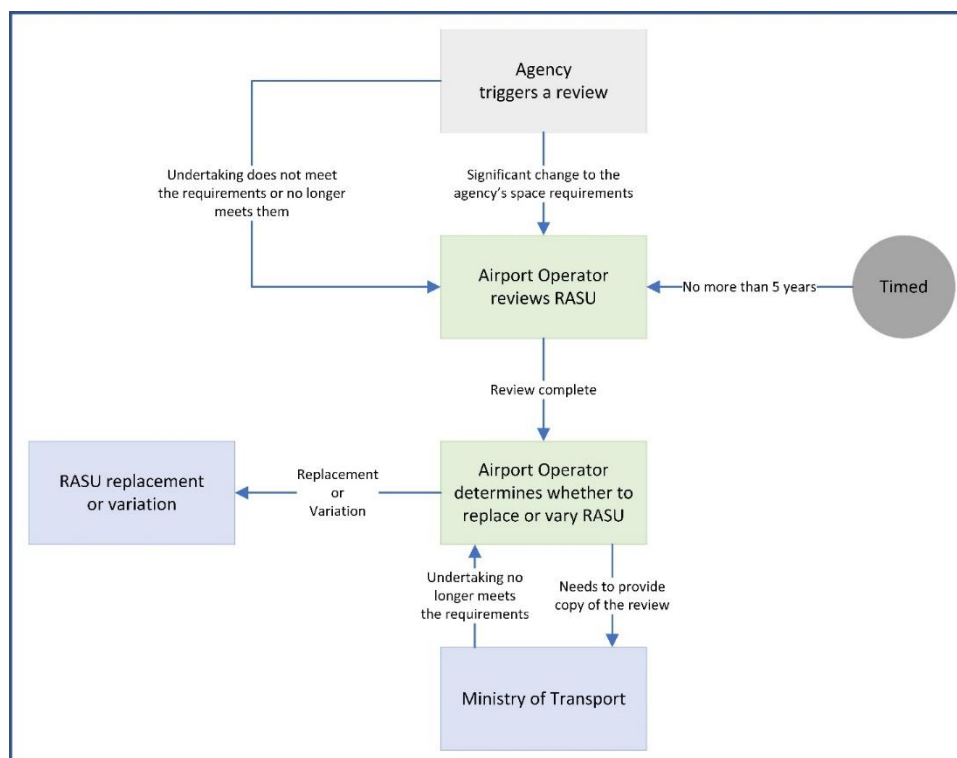 Agency
triggers a review
Undertaking does not meet
the requirements or no longer
meets them
Significant change to the
agency's space requirements
Airport Operator
reviews RASU
No more than 5 years
Timed
Review complete
RASU replacement
or variation
Replacement
or
Variation
Airport Operator
determines whether to
replace or vary RASU
Undertaking no
longer meets
the requirements
Needs to provide
copy of the review
Ministry of Transport